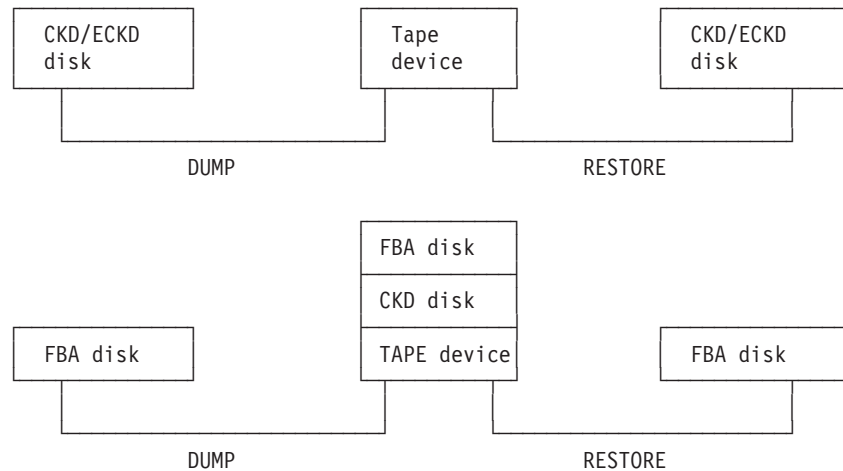 CKD/ECKD
disk
Tape
device
CKD/ECKD
disk
DUMP
RESTORE
FBA disk
CKD disk
FBA disk
TAPE device
FBA disk
DUMP
RESTORE